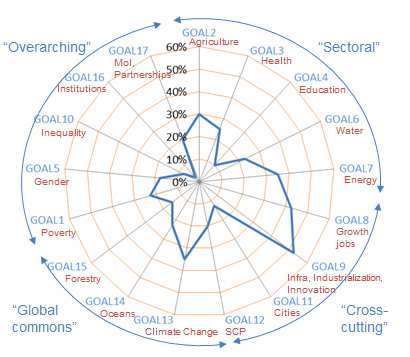 GOAL2
Agriculture
GOAL3
Health
GOAL4
Education
GOAL6
Water
GOAL7
Energy
GOAL8
Growth
jobs
GOAL9
Infra, Industrialization,
Innovation
GOAL11
Cities
GOAL12
SCP
GOAL13
Climate Change
GOAL14
Oceans
GOAL15
Forestry
GOAL1
Poverty
GOAL5
Gender
GOAL10
Inequality
GOAL16
Institutions
GOAL17
MoI,
Partnerships
60%
50%
40%
30%
20%
10%
0%
“Overarching”
“Sectoral”
“Global
commons”
“Cross-
cutting”